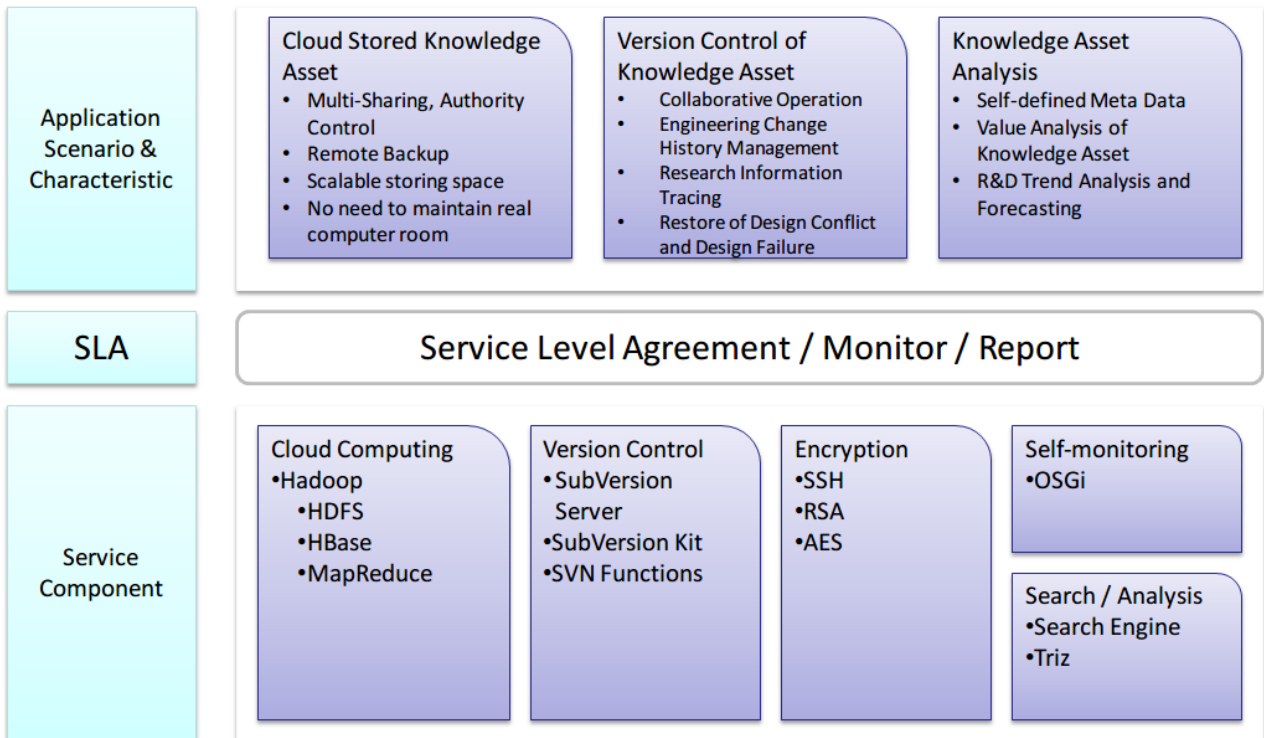 Application
Scenario &
Characteristic
Cloud Stored Knowledge
Asset
• Multi-Sharing, Authority
Control
• Remote Backup
• Scalable storing space
• No need to maintain real
computer room
Version Control of
Knowledge Asset
• Collaborative Operation
• Engineering Change
History Management
• Research Information
Tracing
• Restore of Design Conflict
and Design Failure
Knowledge Asset
Analysis
• Self-defined Meta Data
• Value Analysis of
Knowledge Asset
• R&D Trend Analysis and
Forecasting
SLA
Service Level Agreement / Monitor / Report
Service
Component
Cloud Computing
•Hadoop
•HDFS
•HBase
•MapReduce
Version Control
• SubVersion
Server
•SubVersion Kit
•SVN Functions
Encryption
•SSH
•RSA
•AES
Self-monitoring
•OSGi
Search / Analysis
•Search Engine
•Triz